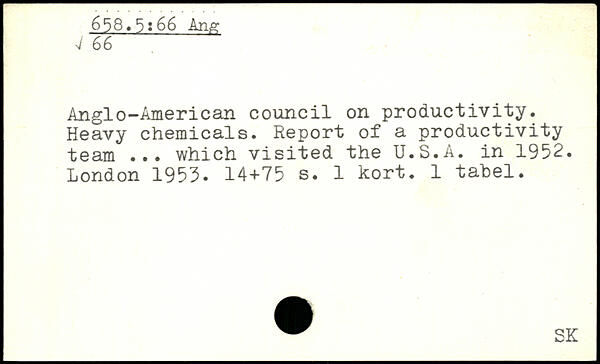 658.5:66 Ang
√ 66
Anglo-American council on productivity.
Heavy chemicals. Report of a productivity
team ... which visited the U.S.A. in 1952.
London 1953. 14+75 s. 1 kort. 1 tabel.
SK